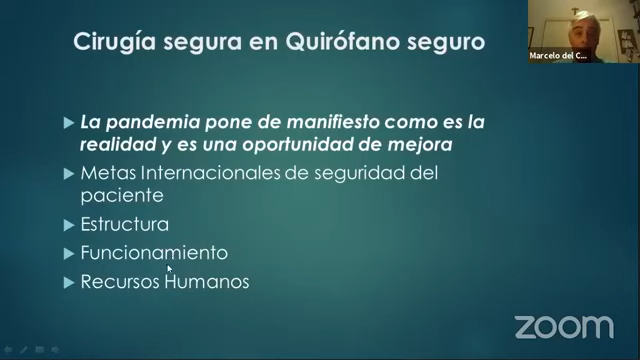 Cirugía segura en Quirófano seguro
Marcelo del C...
La pandemia pone de manifiesto como es la
realidad y es una oportunidad de mejora
Metas Internacionales de seguridad del
paciente
Estructura
Funcionamiento
Recursos Humanos
zoom